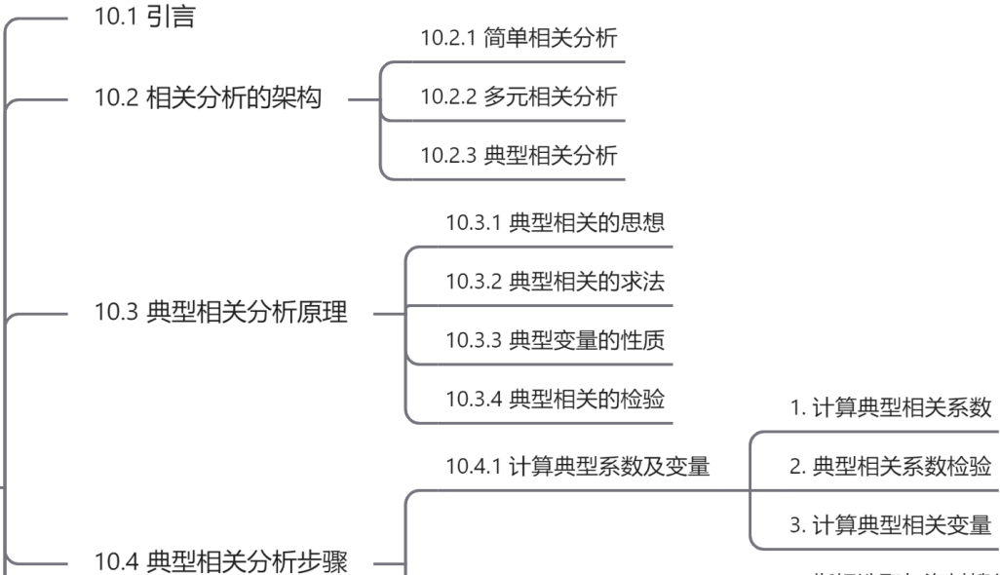 10.1 引言
10.2 相关分析的架构
10.2.1 简单相关分析
10.2.2 多元相关分析
10.2.3 典型相关分析
10.3 典型相关分析原理
10.3.1 典型相关的思想
10.3.2 典型相关的求法
10.3.3 典型变量的性质
10.3.4 典型相关的检验
10.4 典型相关分析步骤
10.4.1 计算典型系数及变量
1. 计算典型相关系数
2. 典型相关系数检验
3. 计算典型相关变量